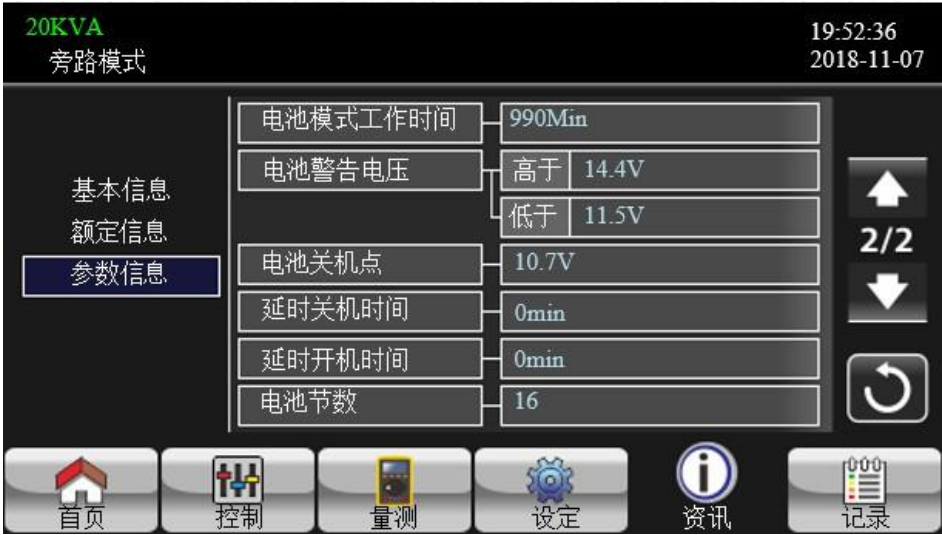 20KVA
旁路模式
19:52:36
2018-11-07
基本信息
额定信息
参数信息
电池模式工作时间 990Min
电池警告电压 高于 14.4V
低于 11.5V
电池关机点 10.7V
延时关机时间 0min
延时开机时间 0min
电池节数 16
2/2
首页 控制 量测 设定 资讯 记录